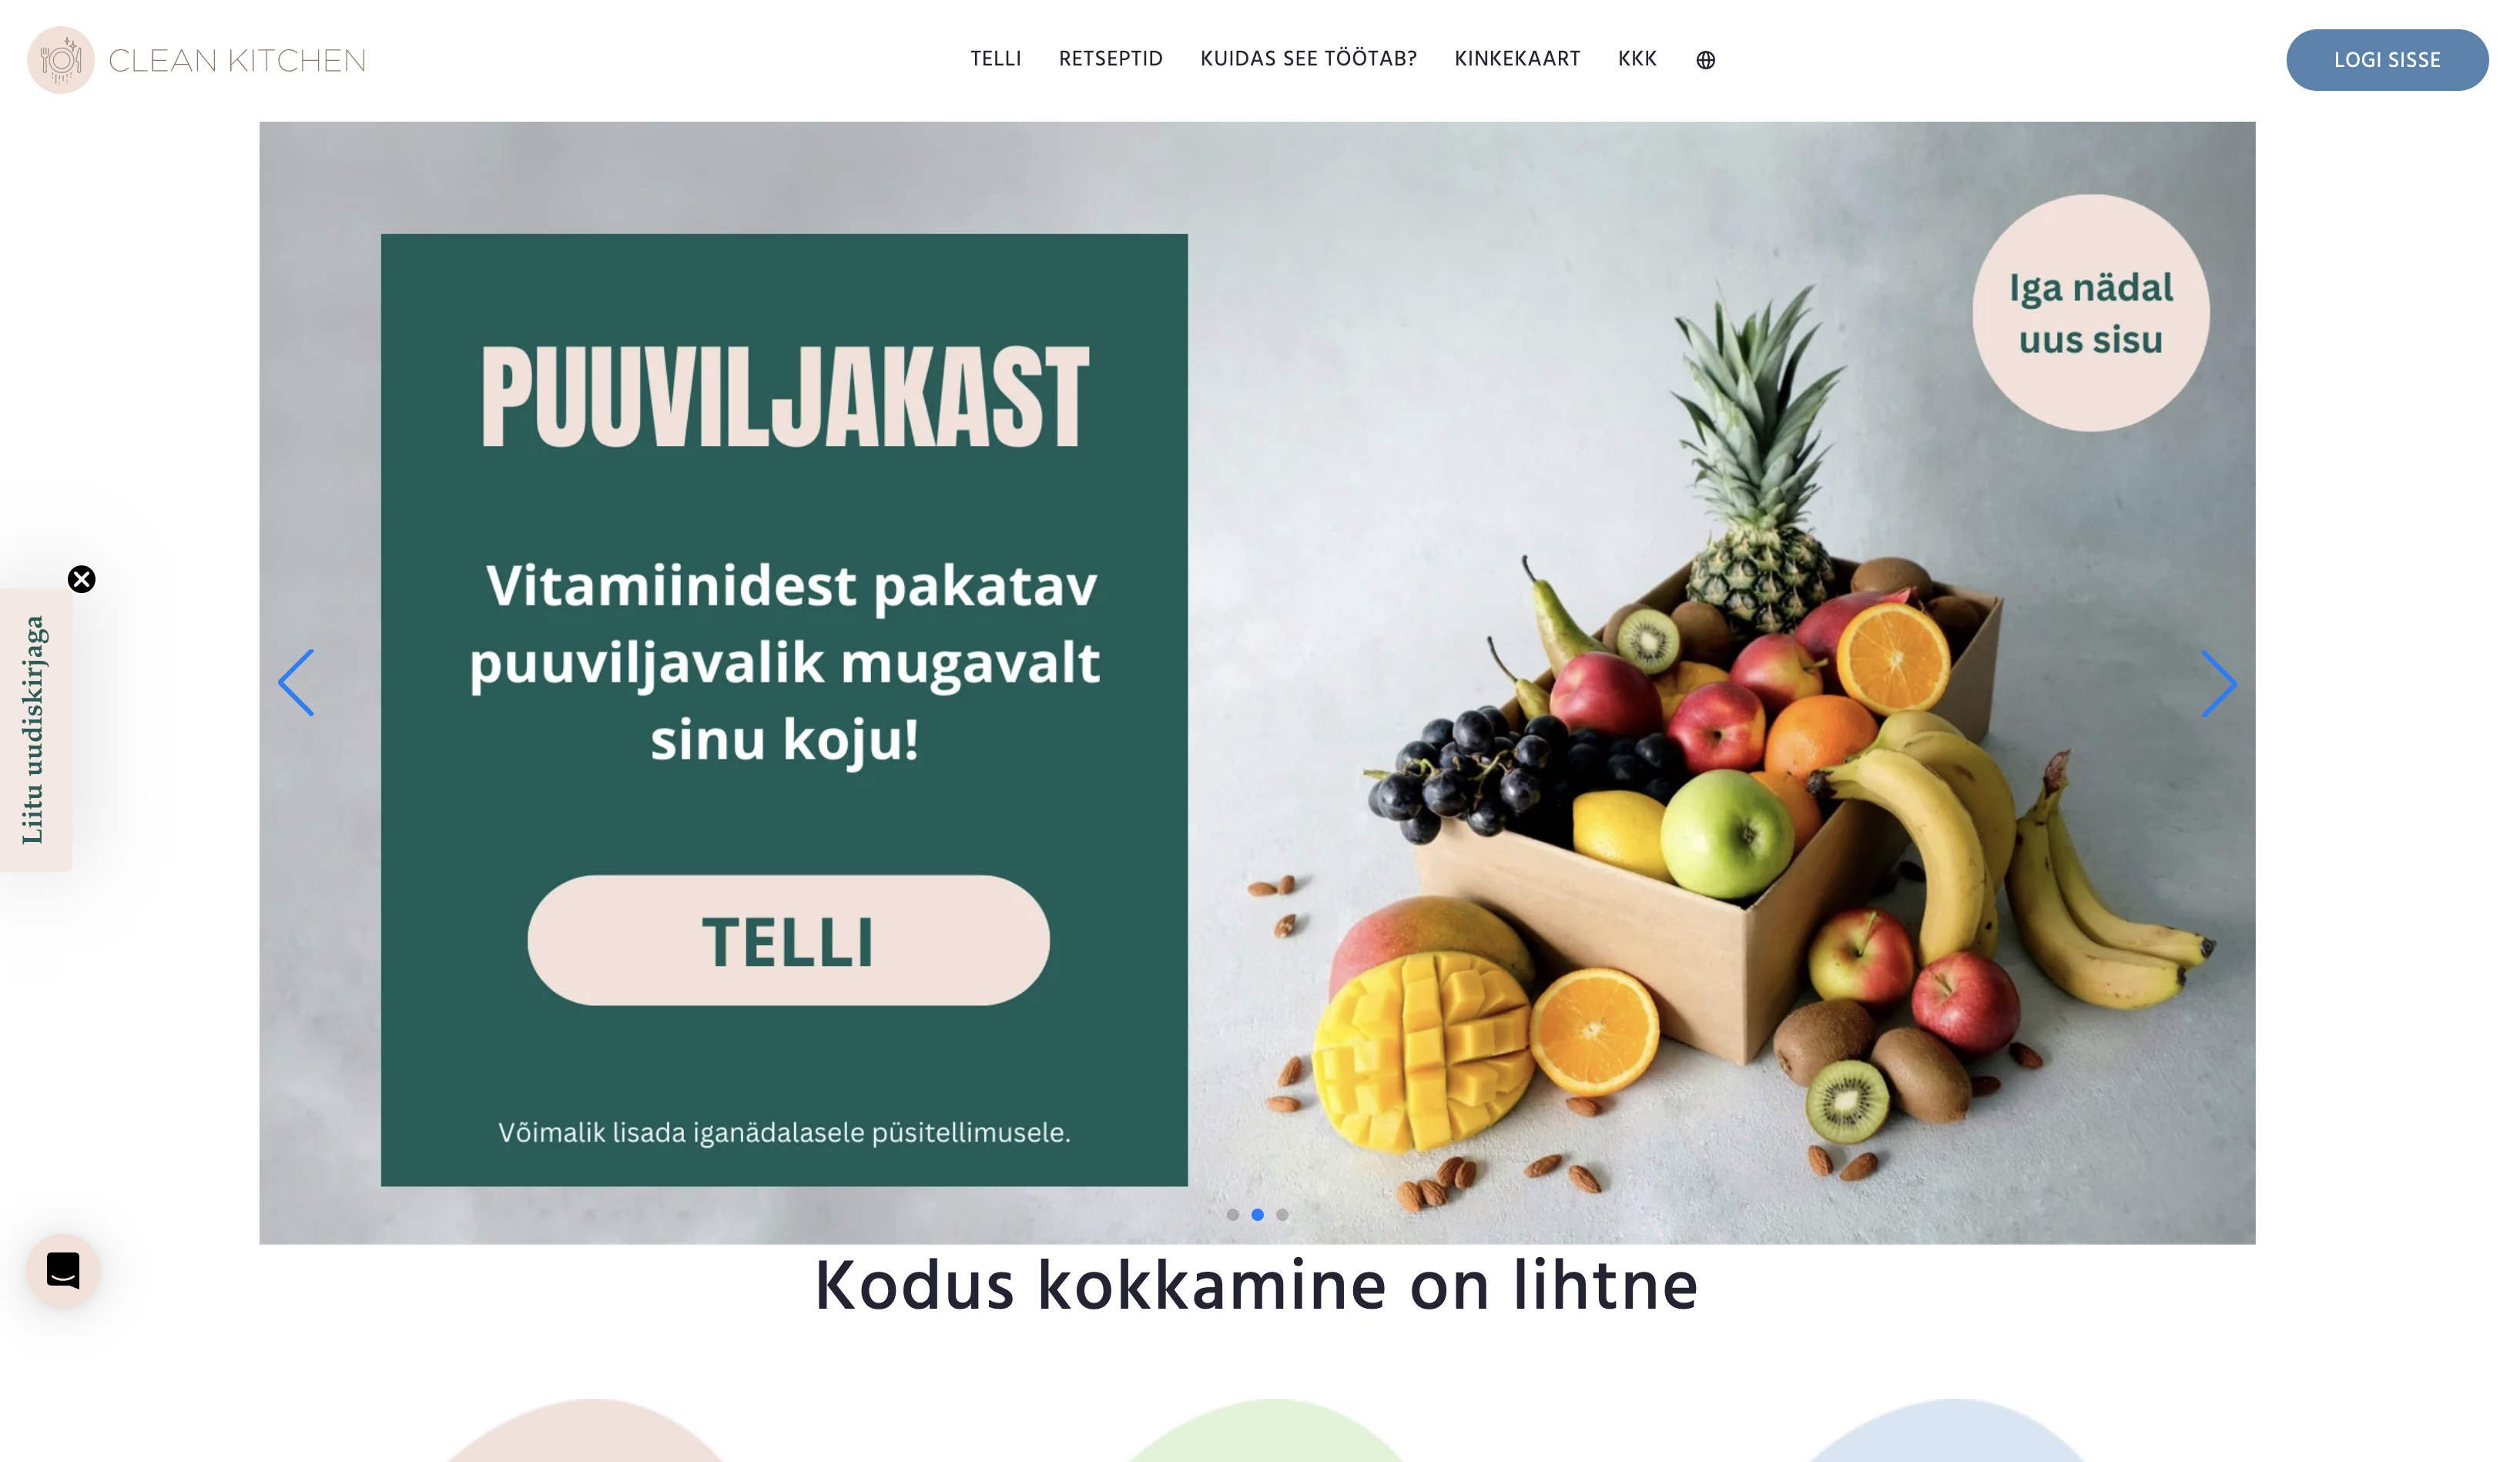 CLEAN KITCHEN
TELLI
RETSEPTID
KUIDAS SEE TÖÖTAB?
KINKEKAART
KKK
LOGI SISSE
PUUVILJAKAST
Vitamiinidest pakatav
puuviljavalik mugavalt
sinu koju!
TELLI
Võimalik lisada iganädalasele püsitellimusele.
Iga nädal
uus sisu
Liitu uudiskirjaga
Kodus kokkamine on lihtne